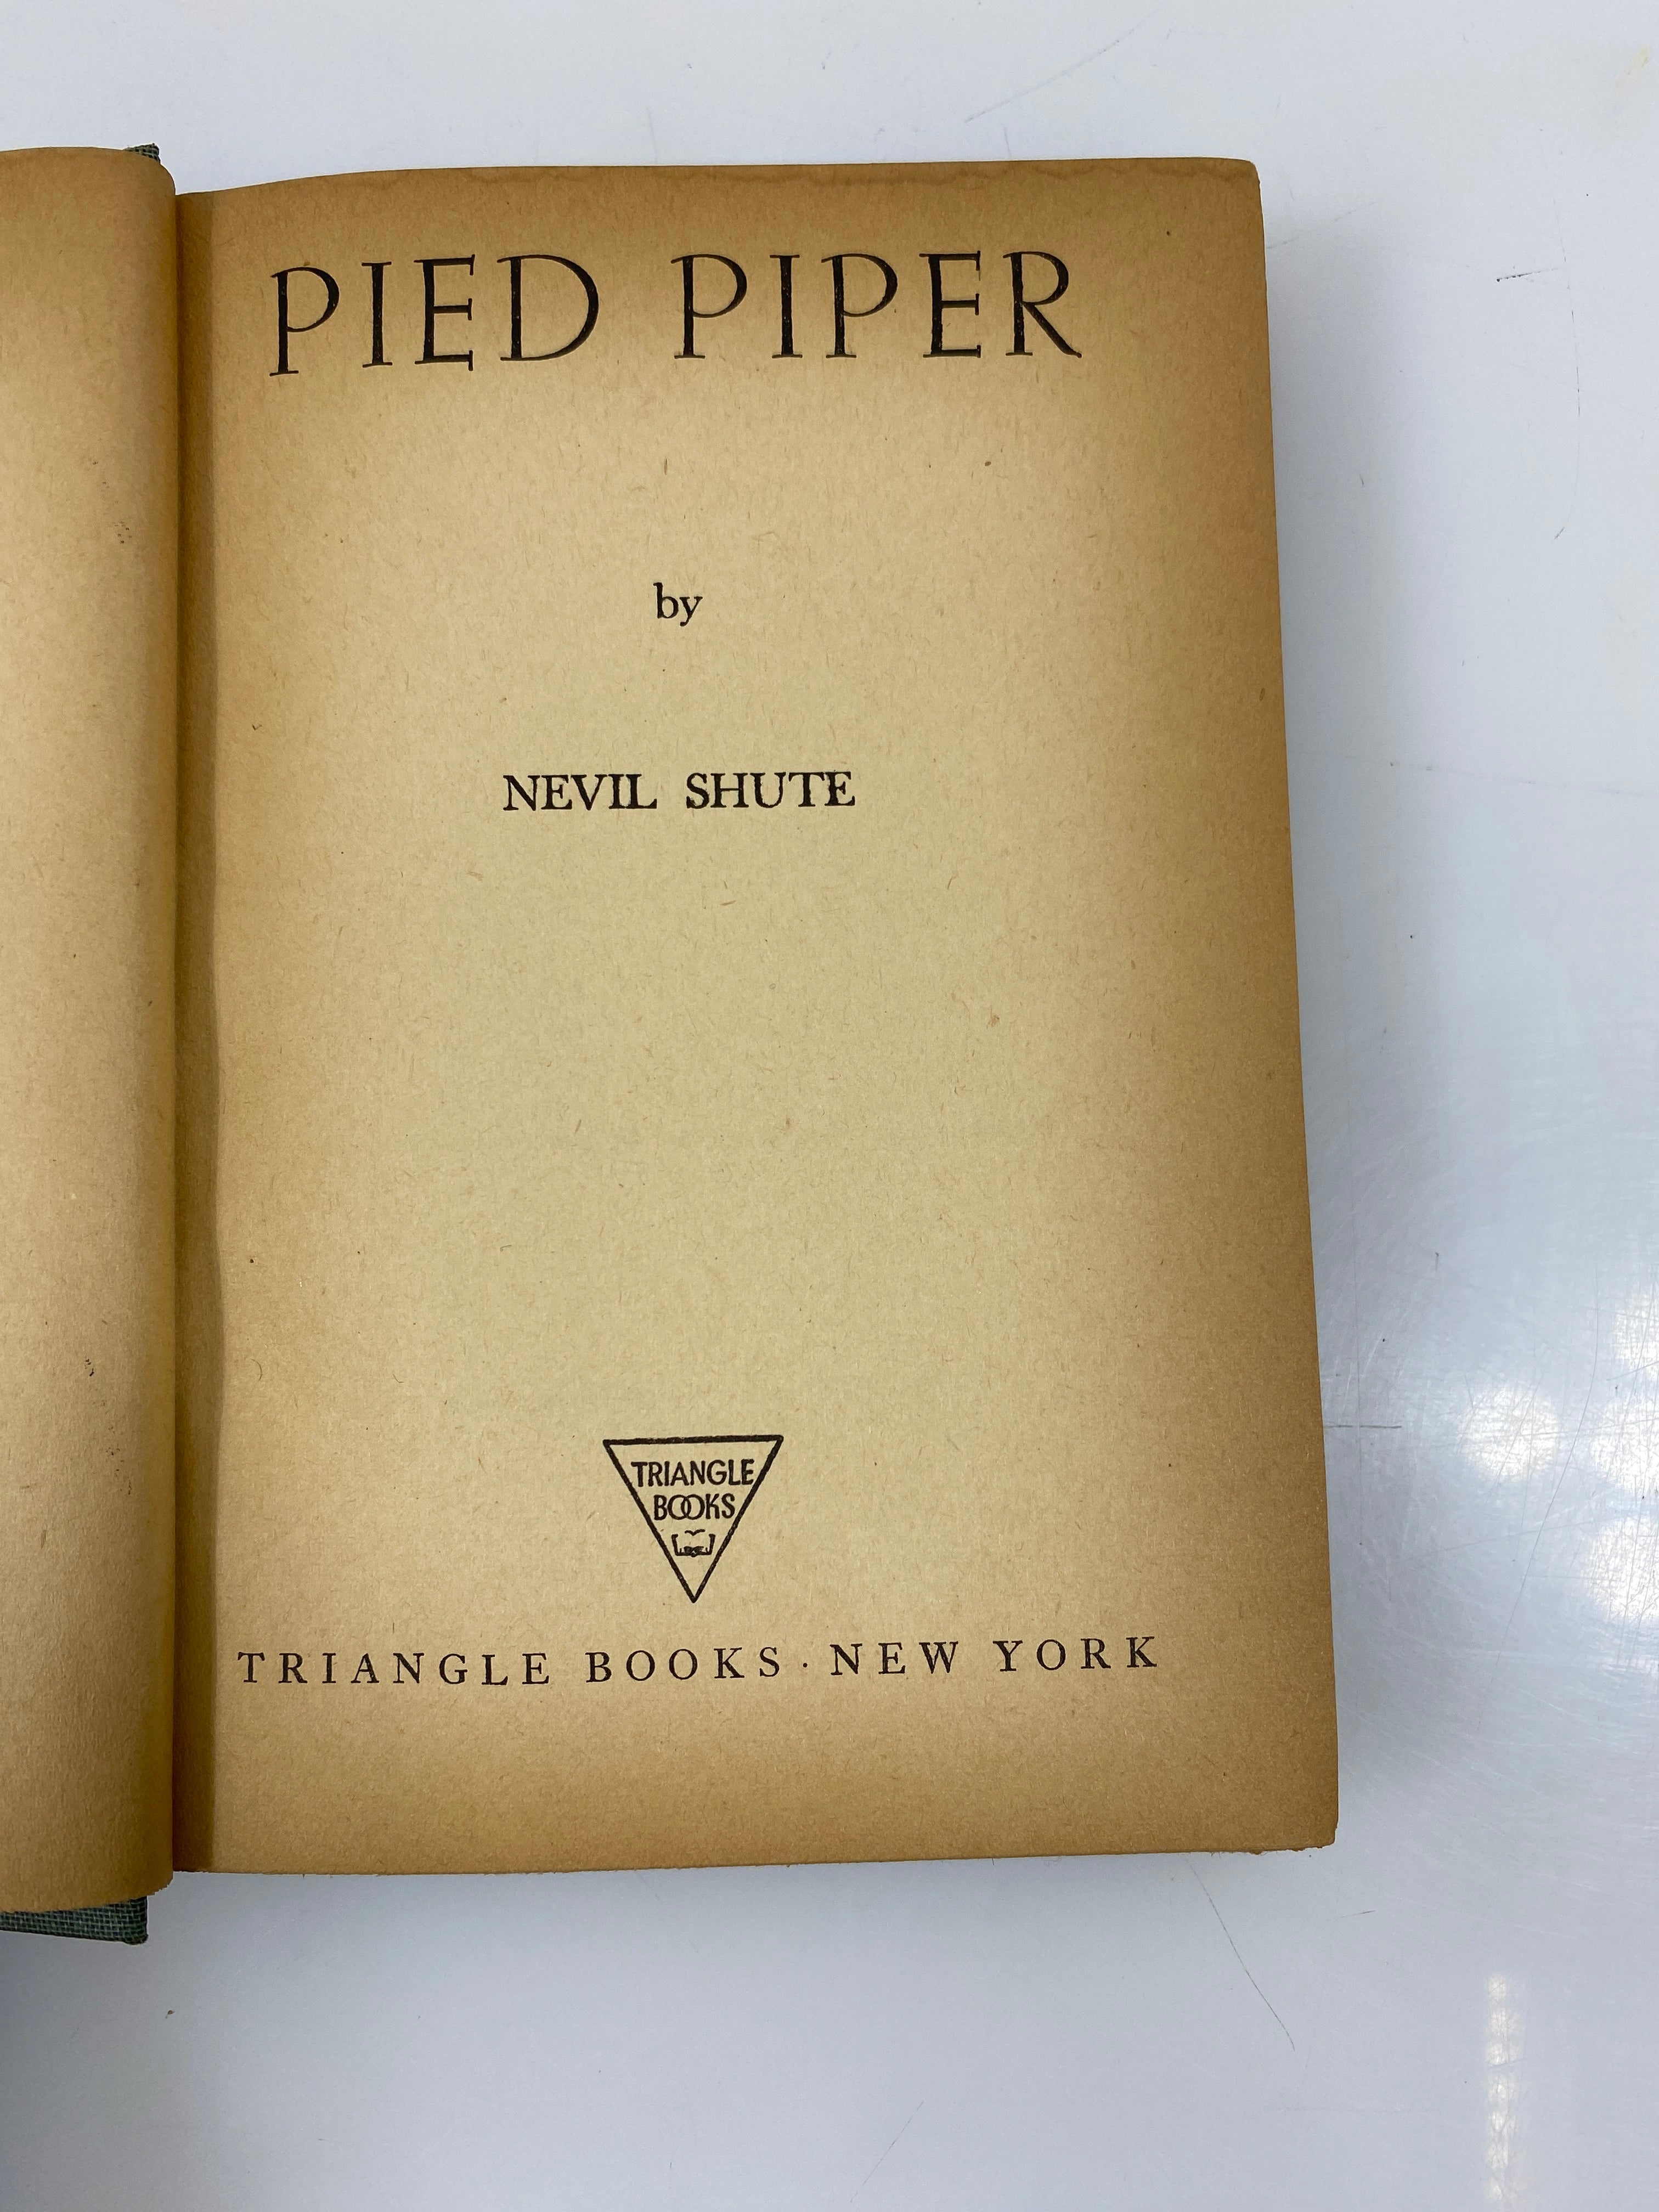 PIED PIPER
by
NEVIL SHUTE
TRIANGLE
BOOKS
TRIANGLE BOOKS · NEW YORK